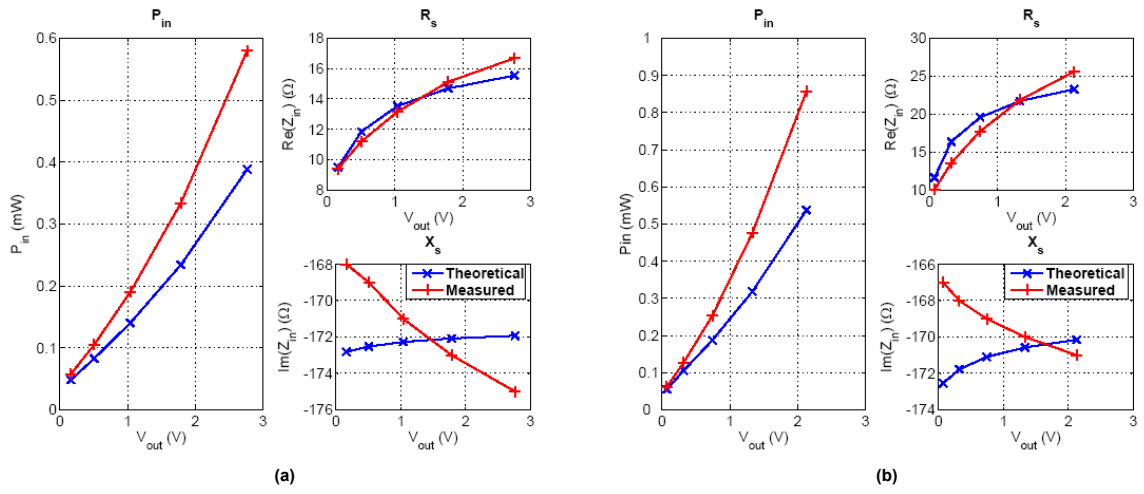 P_in
0.6
0.5
0.4
0.3
0.2
0.1
0
P_in (mW)
0 1 2 3
V_out (V)
R_s
18
16
14
12
10
8
Re(Z_in) (Ω)
0 1 2 3
V_out (V)
X_s
-168
-170
-172
-174
-176
Im(Z_in) (Ω)
Theoretical
Measured
0 1 2 3
V_out (V)
(a)
P_in
1
0.9
0.8
0.7
0.6
0.5
0.4
0.3
0.2
0.1
0
Pin (mW)
0 1 2 3
V_out (V)
R_s
30
25
20
15
10
Re(Z_in) (Ω)
0 1 2 3
V_out (V)
X_s
-166
-168
-170
-172
-174
Im(Z_in) (Ω)
Theoretical
Measured
0 1 2 3
V_out (V)
(b)